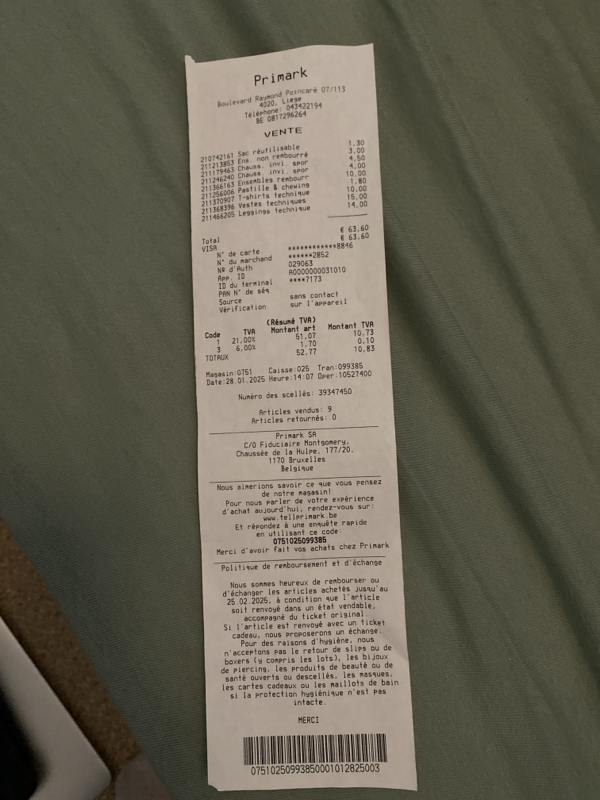 Primark
Boulevard Raymond Poincaré 07/113
4020, Liege
Téléphone: 043422194
BE 0817296264
VENTE
210742161 Sac réutilisable 1,30
211213853 Ens. non rembourré 3,00
211179463 Chauss. invi. spor 4,50
211246240 Chauss. invi. spor 4,00
211366163 Ensembles rembourr 10,00
211256006 Pastille & chewing 1,80
211370907 T-shirts technique 10,00
211368396 Vestes techniques 15,00
211466205 Leggings technique 14,00
Total € 63,60
VISA € 63,60
N° de carte ************8846
N° du marchand ******2852
Nº d'Auth 029063
App. ID A0000000031010
ID du terminal ****7173
PAN N° de séq
Source sans contact
Vérification sur l'appareil
(Résumé TVA)
Code TVA Montant art Montant TVA
1 21,00% 51,07 10,73
3 6,00% 1,70 0,10
TOTAUX 52,77 10,83
Magasin:0751 Caisse:025 Tran:099385
Date:28.01.2025 Heure:14:07 Oper:10527400
Numéro des scellés: 39347450
Articles vendus: 9
Articles retournés: 0
Primark SA
C/O Fiduciaire Montgomery,
Chaussée de la Hulpe, 177/20,
1170 Bruxelles
Belgique
Nous aimerions savoir ce que vous pensez
de notre magasin!
Pour nous parler de votre expérience
d'achat aujourd'hui, rendez-vous sur:
www.tellprimark.be
Et répondez à une enquête rapide
en utilisant ce code:
0751025099385
Merci d'avoir fait vos achats chez Primark
Politique de remboursement et d'échange
Nous sommes heureux de rembourser ou
d'échanger les articles achetés jusqu'au
25.02.2025, à condition que l'article
soit renvoyé dans un état vendable,
accompagné du ticket original.
Si l'article est renvoyé avec un ticket
cadeau, nous proposerons un échange.
Pour des raisons d'hygiène, nous
n'acceptons pas le retour de slips ou de
boxers (y compris les lots), les bijoux
de piercing, les produits de beauté ou de
santé ouverts ou descellés, les masques,
les cartes cadeaux ou les maillots de bain
si la protection hygiénique n'est pas
intacte.
MERCI
07510250993850001012825003